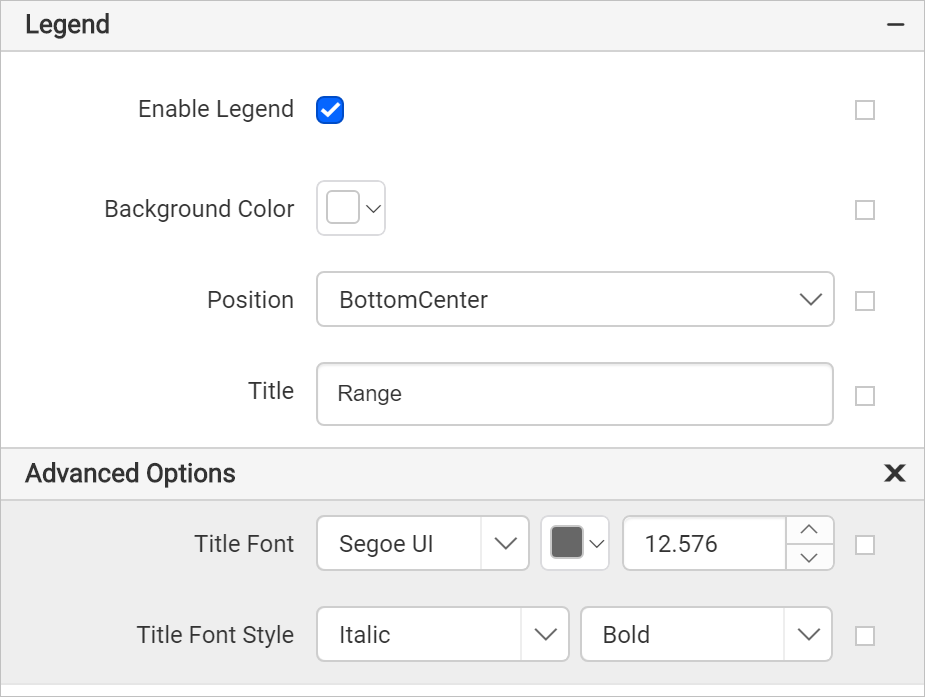 Legend
Enable Legend
Background Color
Position BottomCenter
Title Range
Advanced Options
Title Font Segoe UI 12.576
Title Font Style Italic Bold